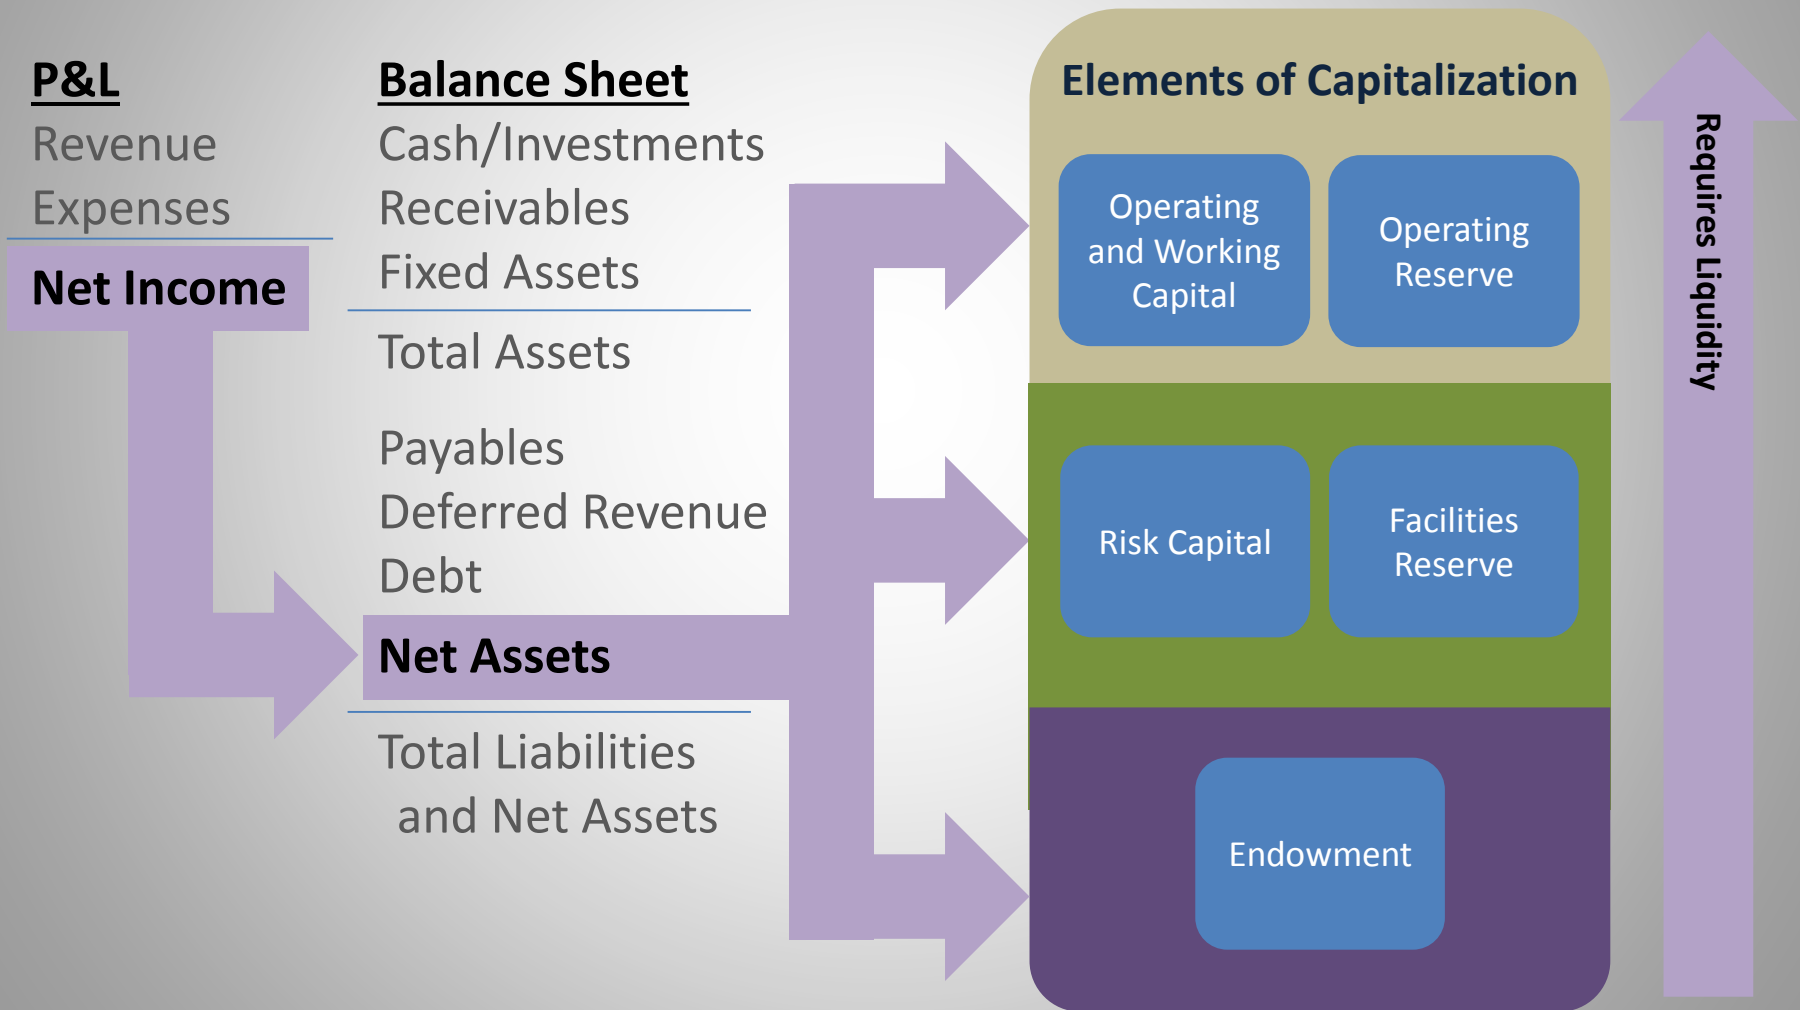 P&L
Revenue
Expenses
Net Income
Balance Sheet
Cash/Investments
Receivables
Fixed Assets
Total Assets
Payables
Deferred Revenue
Debt
Net Assets
Total Liabilities
and Net Assets
Elements of Capitalization
Operating
and Working
Capital
Operating
Reserve
Risk Capital
Facilities
Reserve
Endowment
Requires Liquidity